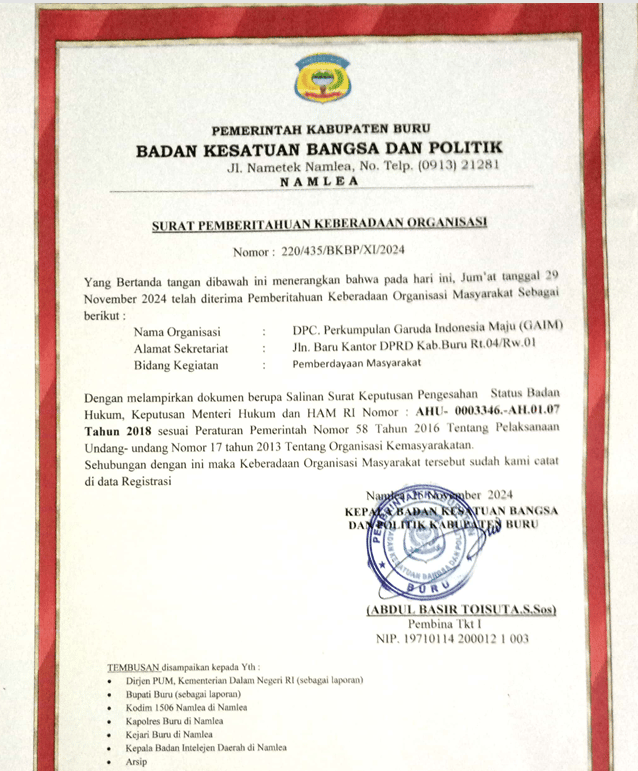 PEMERINTAH KABUPATEN BURU
BADAN KESATUAN BANGSA DAN POLITIK
Jl. Nametek Namlea, No. Telp. (0913) 21281
NAMLEA
SURAT PEMBERITAHUAN KEBERADAAN ORGANISASI
Nomor : 220/435/BKBP/XI/2024
Yang Bertanda tangan dibawah ini menerangkan bahwa pada hari ini, Jum'at tanggal 29
November 2024 telah diterima Pemberitahuan Keberadaan Organisasi Masyarakat Sebagai
berikut :
Nama Organisasi : DPC. Perkumpulan Garuda Indonesia Maju (GAIM)
Alamat Sekretariat : Jln. Baru Kantor DPRD Kab.Buru Rt.04/Rw.01
Bidang Kegiatan : Pemberdayaan Masyarakat
Dengan melampirkan dokumen berupa Salinan Surat Keputusan Pengesahan Status Badan
Hukum, Keputusan Menteri Hukum dan HAM RI Nomor : AHU- 0003346.-AH.01.07
Tahun 2018 sesuai Peraturan Pemerintah Nomor 58 Tahun 2016 Tentang Pelaksanaan
Undang- undang Nomor 17 tahun 2013 Tentang Organisasi Kemasyarakatan.
Sehubungan dengan ini maka Keberadaan Organisasi Masyarakat tersebut sudah kami catat
di data Registrasi
Namlea, November 2024
KEPALA BADAN KESATUAN BANGSA
DAN POLITIK KABUPATEN BURU
PEMERINTAH KABUPATEN
BADAN KESATUAN BANGSA DAN POLITIK
BURU
(ABDUL BASIR TOISUTA.S.Sos)
Pembina Tkt I
NIP. 19710114 200012 1 003
TEMBUSAN disampaikan kepada Yth :
• Dirjen PUM, Kementerian Dalam Negeri RI (sebagai laporan)
• Bupati Buru (sebagai laporan)
• Kodim 1506 Namlea di Namlea
• Kapolres Buru di Namlea
• Kejari Buru di Namlea
• Kepala Badan Intelejen Daerah di Namlea
• Arsip